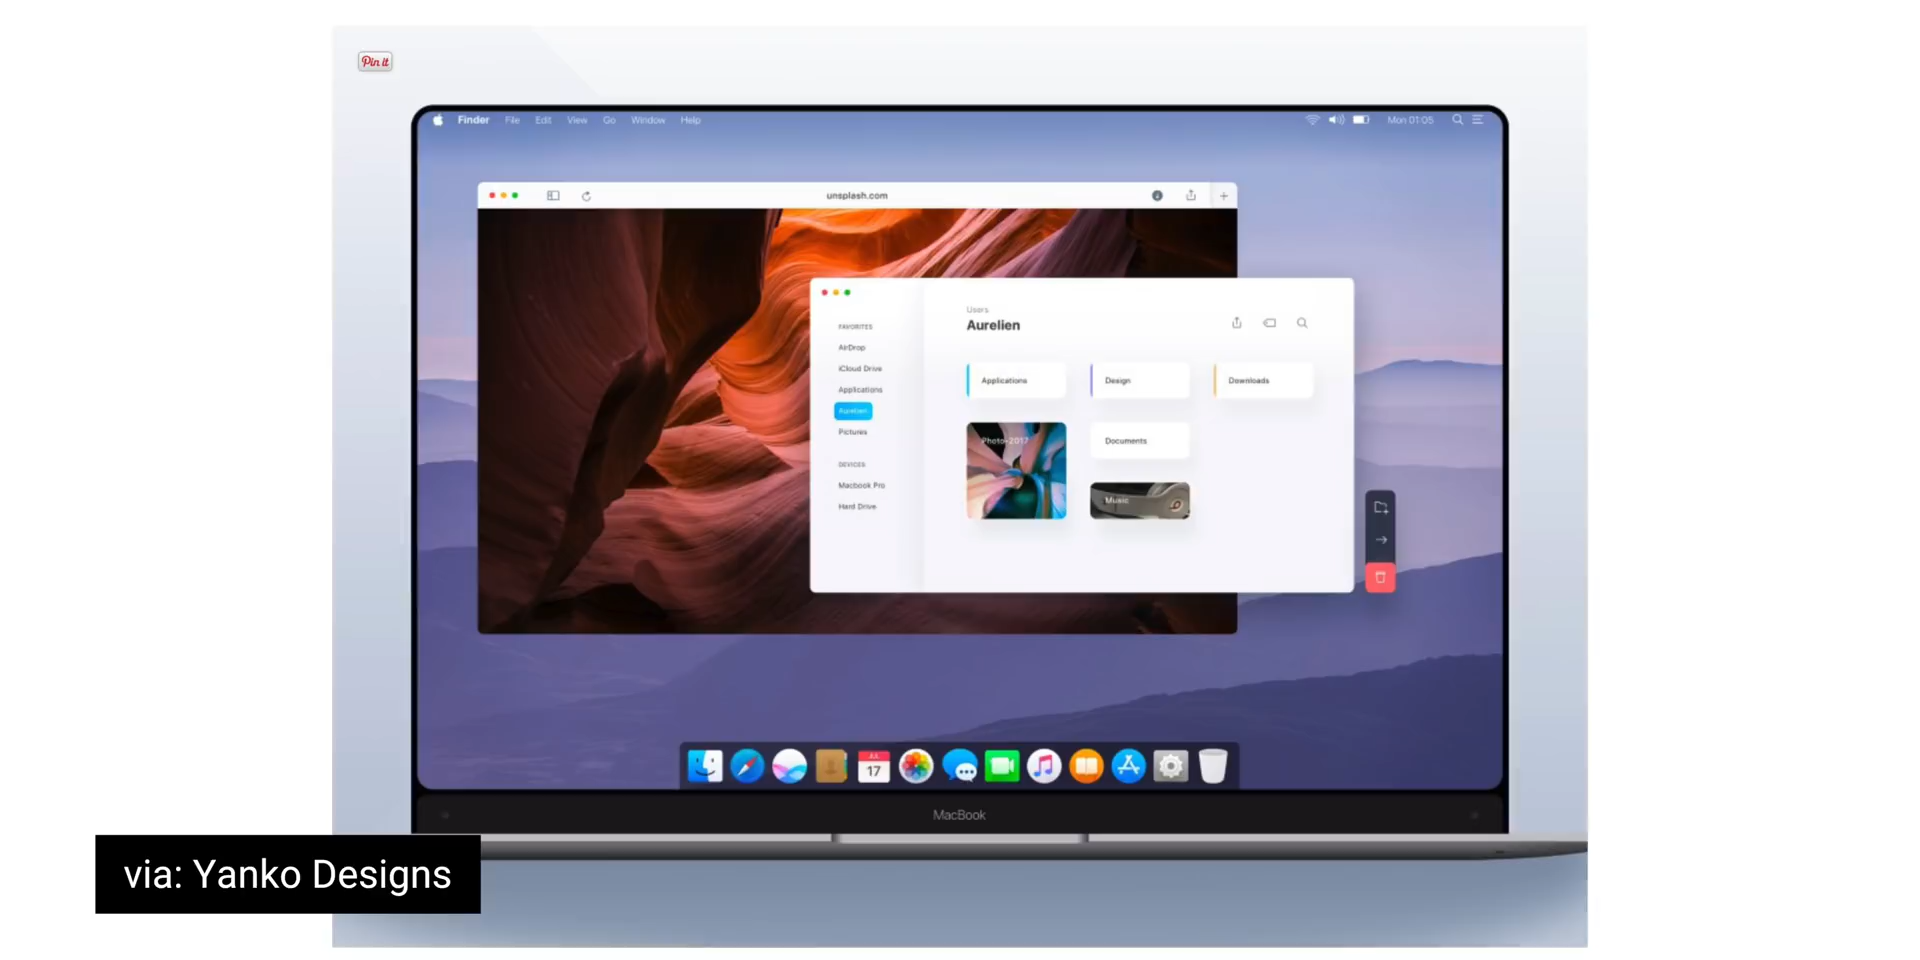 Pin it
Finder File Edit View Go Window Help Mon 01:05
unsplash.com
Users
Aurelien
FAVORITES
AirDrop
iCloud Drive
Applications
Aurelien
Pictures
DEVICES
Macbook Pro
Hard Drive
Applications Design Downloads
Photo-2017 Documents
Music
JUL
17
MacBook
via: Yanko Designs